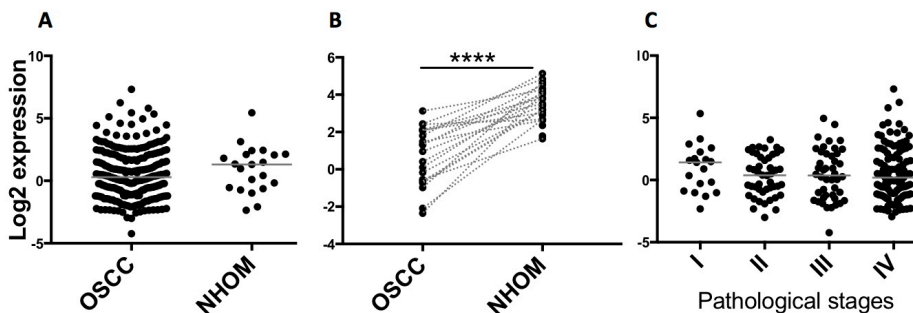 A
B
C
Log2 expression
10
5
0
-5
OSCC
NHOM
****
6
4
2
0
-2
-4
OSCC
NHOM
10
5
0
-5
I
II
III
IV
Pathological stages